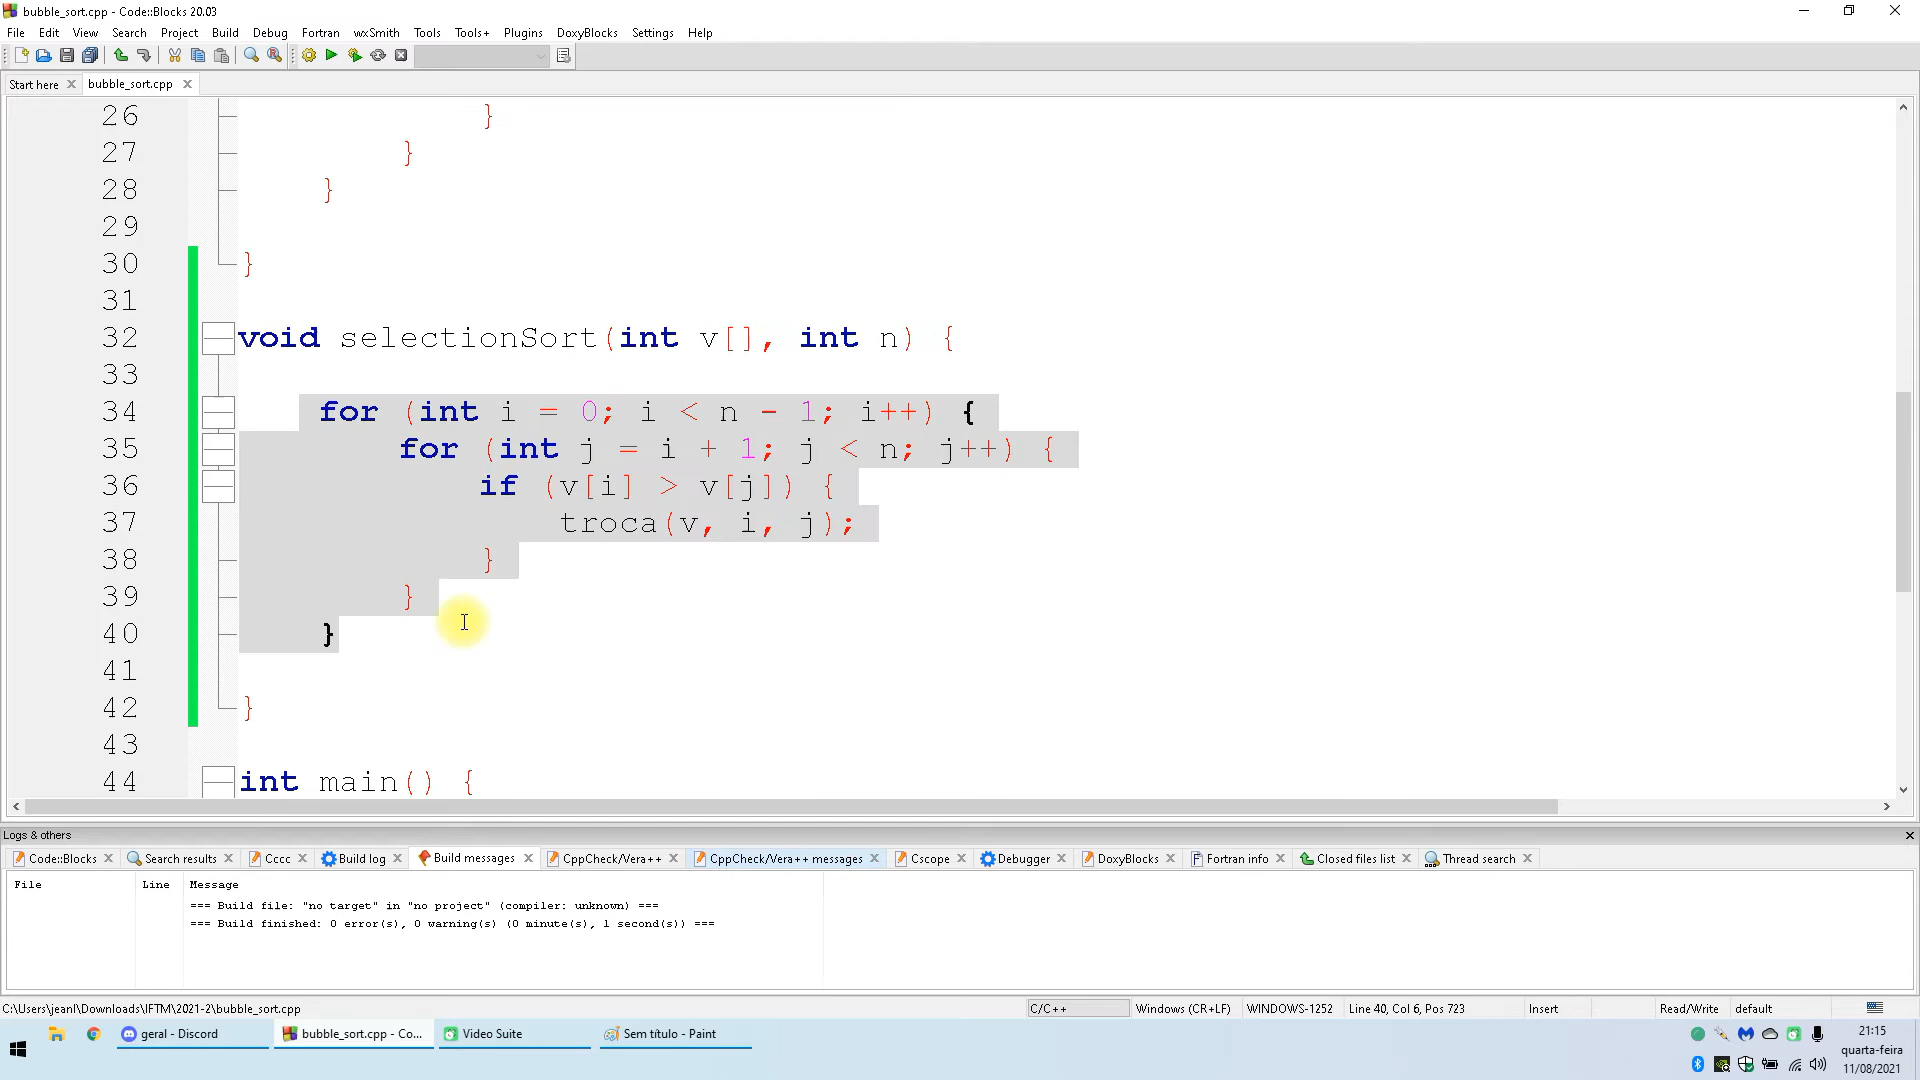 bubble_sort.cpp - Code::Blocks 20.03
File Edit View Search Project Build Debug Fortran wxSmith Tools Tools+ Plugins DoxyBlocks Settings Help
Start here bubble_sort.cpp
26 }
27 }
28 }
29
30 }
31
32 void selectionSort(int v[], int n) {
33
34 for (int i = 0; i < n - 1; i++) {
35 for (int j = i + 1; j < n; j++) {
36 if (v[i] > v[j]) {
37 troca(v, i, j);
38 }
39 }
40 }
41
42 }
43
44 int main() {
Logs & others
Code::Blocks Search results Cccc Build log Build messages CppCheck/Vera++ CppCheck/Vera++ messages Cscope Debugger DoxyBlocks Fortran info Closed files list Thread search
File Line Message
=== Build file: "no target" in "no project" (compiler: unknown) ===
=== Build finished: 0 error(s), 0 warning(s) (0 minute(s), 1 second(s)) ===
C:\Users\jeanl\Downloads\IFTM\2021-2\bubble_sort.cpp C/C++ Windows (CR+LF) WINDOWS-1252 Line 40, Col 6, Pos 723 Insert Read/Write default
geral - Discord bubble_sort.cpp - Co... Video Suite Sem título - Paint
21:15
quarta-feira
11/08/2021